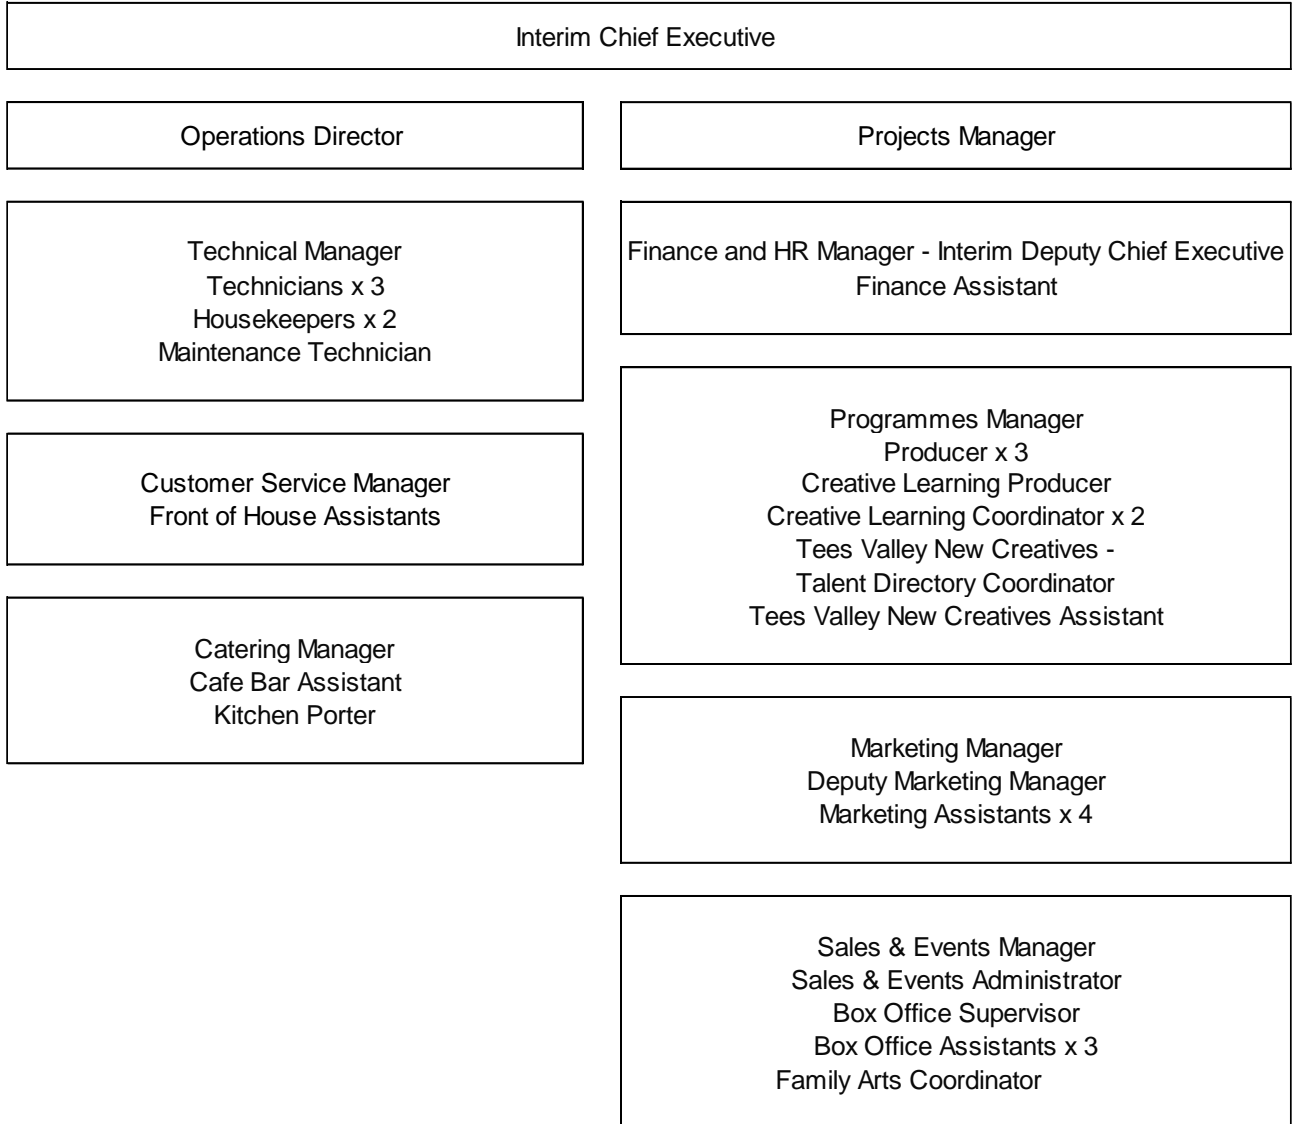 Interim Chief Executive
Operations Director
Projects Manager
Technical Manager
Technicians x 3
Housekeepers x 2
Maintenance Technician
Customer Service Manager
Front of House Assistants
Catering Manager
Cafe Bar Assistant
Kitchen Porter
Finance and HR Manager - Interim Deputy Chief Executive
Finance Assistant
Programmes Manager
Producer x 3
Creative Learning Producer
Creative Learning Coordinator x 2
Tees Valley New Creatives -
Talent Directory Coordinator
Tees Valley New Creatives Assistant
Marketing Manager
Deputy Marketing Manager
Marketing Assistants x 4
Sales & Events Manager
Sales & Events Administrator
Box Office Supervisor
Box Office Assistants x 3
Family Arts Coordinator